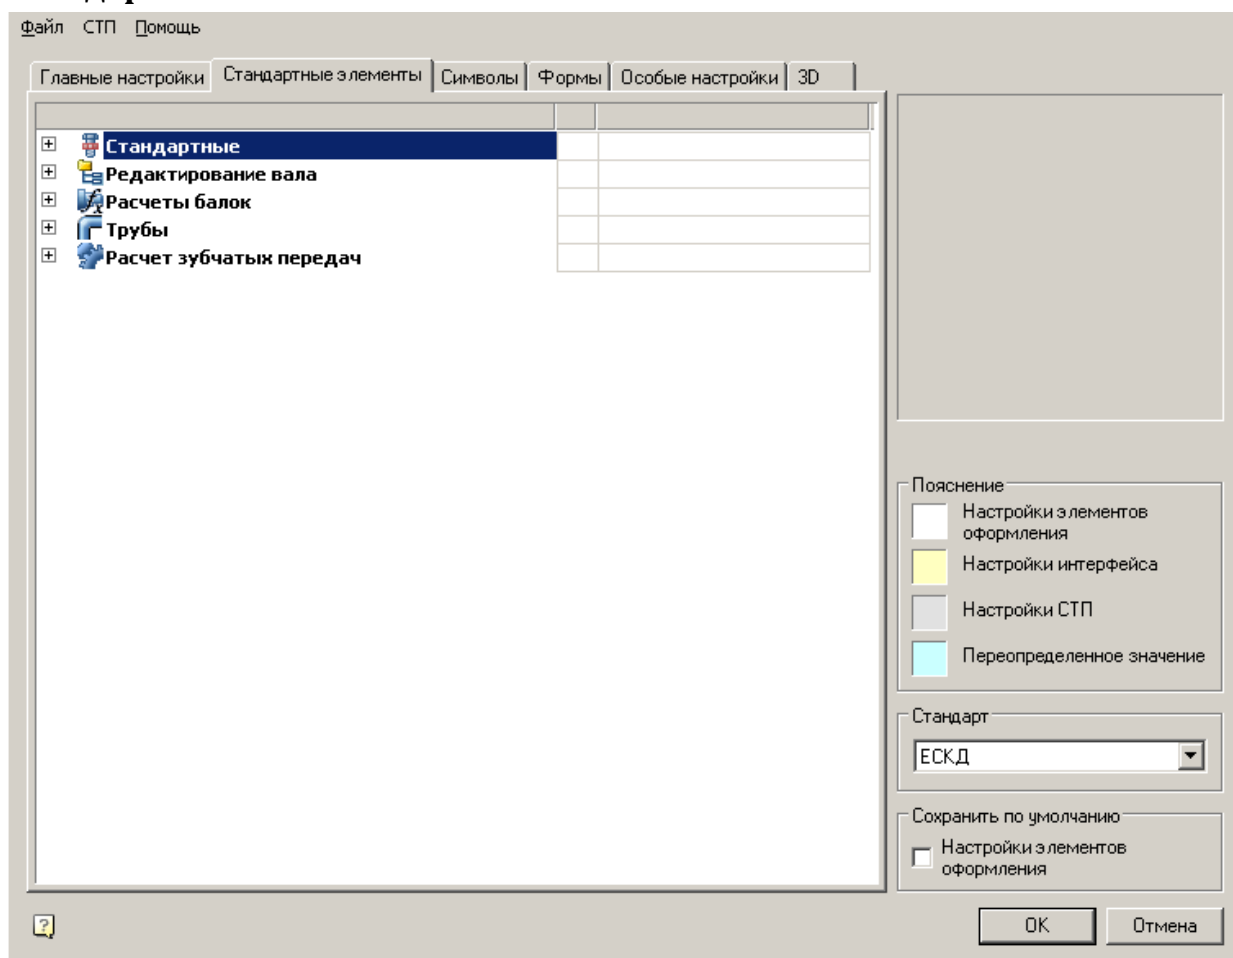 Файл СТП Помощь
Главные настройки Стандартные элементы Символы Формы Особые настройки 3D
Стандартные
Редактирование вала
Расчеты балок
Трубы
Расчет зубчатых передач
Пояснение
Настройки элементов
оформления
Настройки интерфейса
Настройки СТП
Переопределенное значение
Стандарт
ЕСКД
Сохранить по умолчанию
Настройки элементов
оформления
OK Отмена